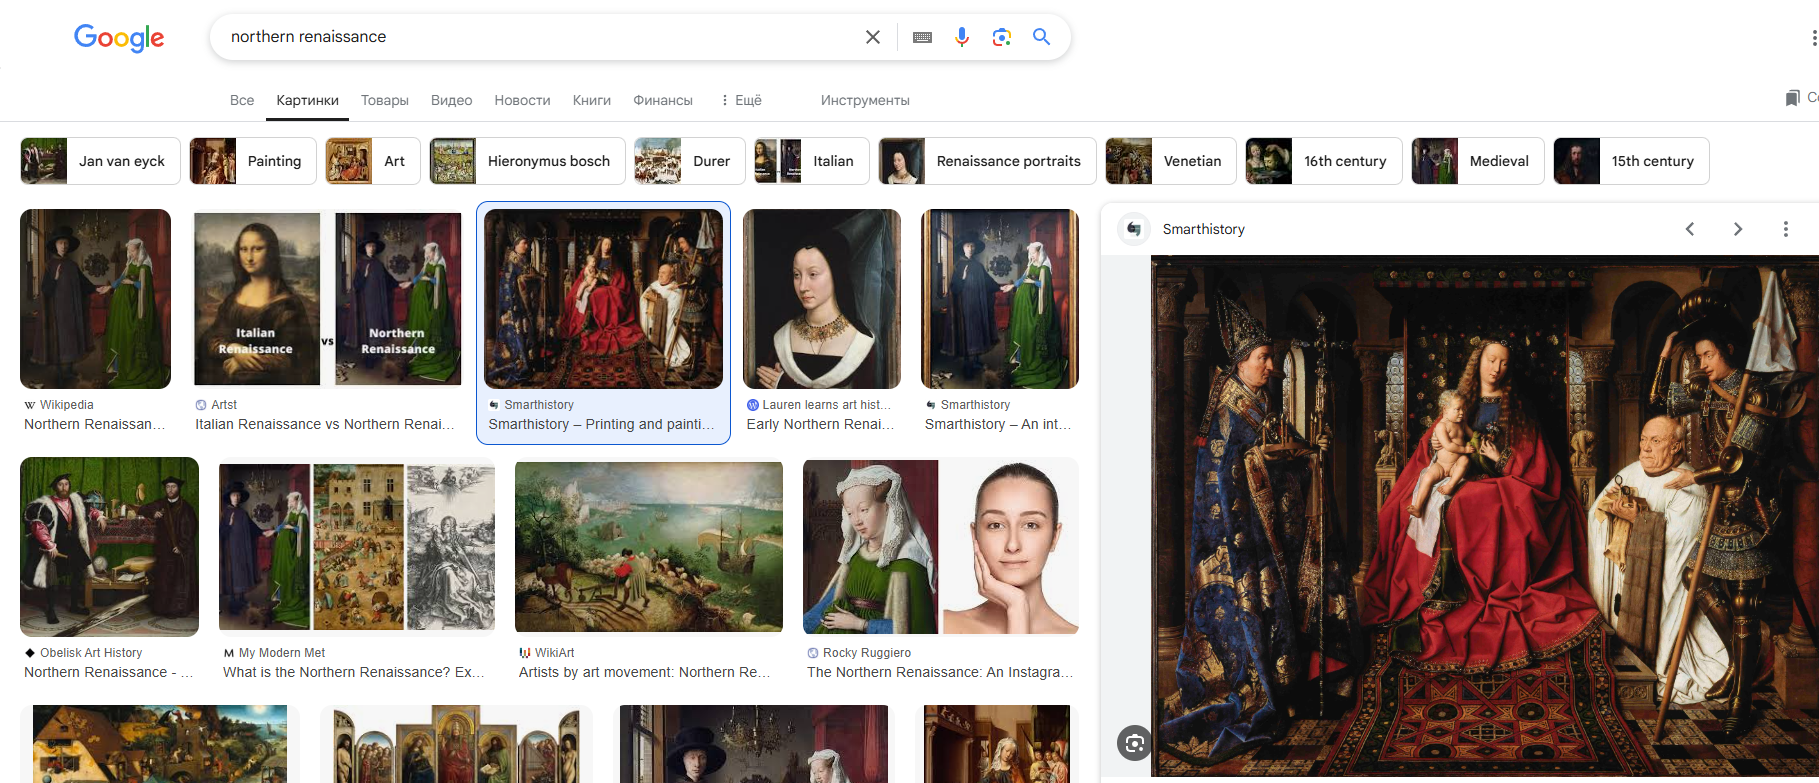 Google
northern renaissance
Все Картинки Товары Видео Новости Книги Финансы Ещё Инструменты
Jan van eyck Painting Art Hieronymus bosch Durer Italian Renaissance portraits Venetian 16th century Medieval 15th century
Smarthistory
Italian Renaissance vs Northern Renaissance
Wikipedia
Northern Renaissan...
Artst
Italian Renaissance vs Northern Renai...
Smarthistory
Smarthistory – Printing and painti...
Lauren learns art hist...
Early Northern Renai...
Smarthistory
Smarthistory – An int...
Obelisk Art History
Northern Renaissance - ...
My Modern Met
What is the Northern Renaissance? Ex...
WikiArt
Artists by art movement: Northern Re...
Rocky Ruggiero
The Northern Renaissance: An Instagra...